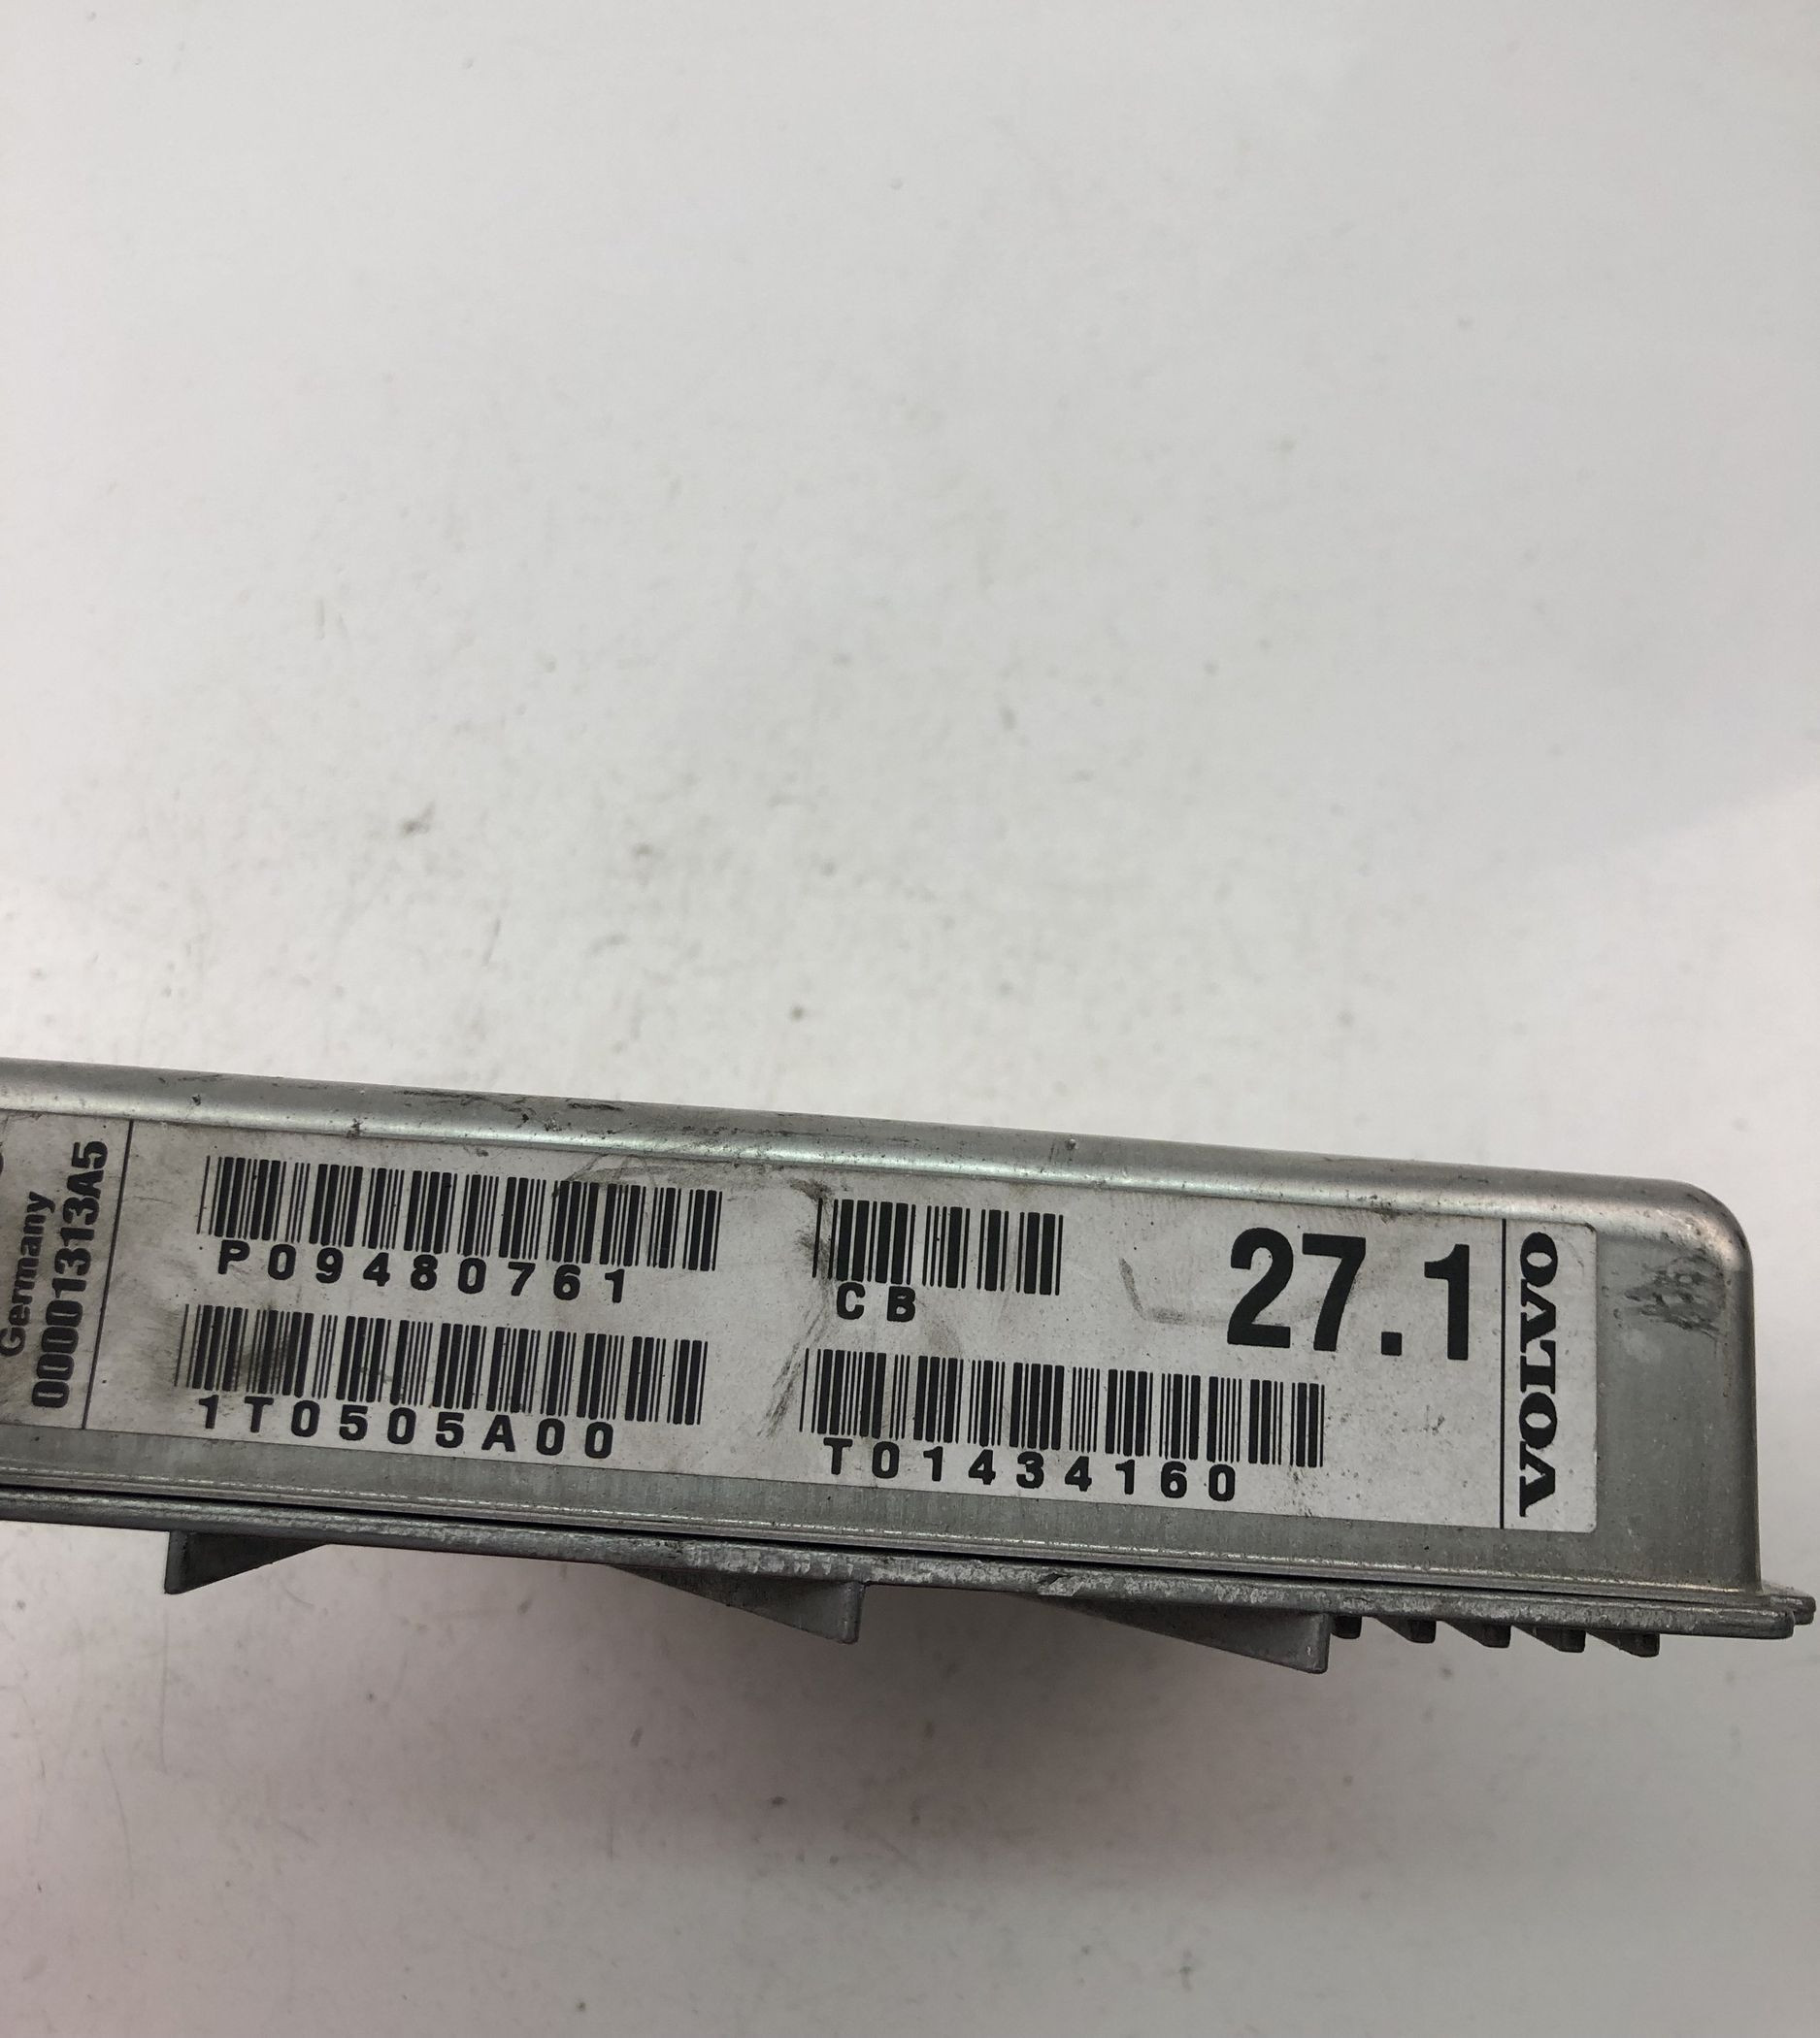 Germany
00001313A5
P09480761
CB
27.1
1T0505A00
T01434160
VOLVO